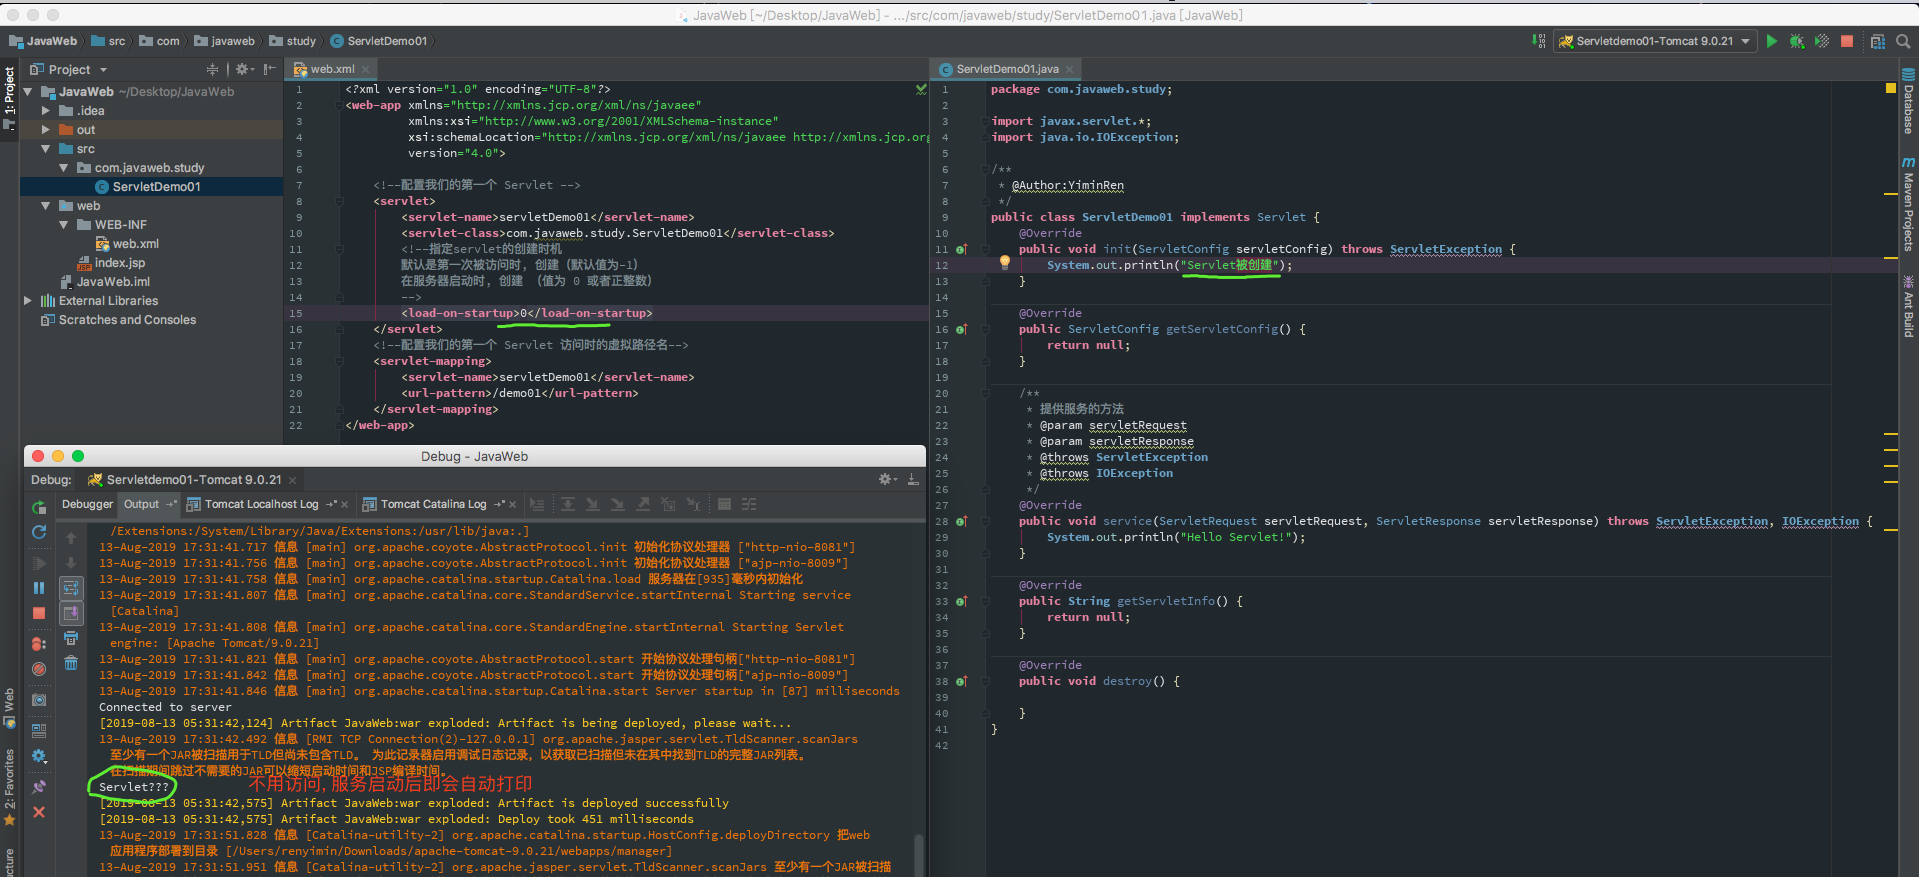 JavaWeb [~/Desktop/JavaWeb] - .../src/com/javaweb/study/ServletDemo01.java [JavaWeb]
JavaWeb src com javaweb study ServletDemo01
Servletdemo01-Tomcat 9.0.21
1: Project
Project
JavaWeb ~/Desktop/JavaWeb
.idea
out
src
com.javaweb.study
ServletDemo01
web
WEB-INF
web.xml
index.jsp
JavaWeb.iml
External Libraries
Scratches and Consoles
web.xml
1 <?xml version="1.0" encoding="UTF-8"?>
2 <web-app xmlns="http://xmlns.jcp.org/xml/ns/javaee"
3 xmlns:xsi="http://www.w3.org/2001/XMLSchema-instance"
4 xsi:schemaLocation="http://xmlns.jcp.org/xml/ns/javaee http://xmlns.jcp.org
5 version="4.0">
6
7 <!--配置我们的第一个 Servlet -->
8 <servlet>
9 <servlet-name>servletDemo01</servlet-name>
10 <servlet-class>com.javaweb.study.ServletDemo01</servlet-class>
11 <!--指定servlet的创建时机
12 默认是第一次被访问时, 创建（默认值为-1）
13 在服务器启动时, 创建 （值为 0 或者正整数）
14 -->
15 <load-on-startup>0</load-on-startup>
16 </servlet>
17 <!--配置我们的第一个 Servlet 访问时的虚拟路径名-->
18 <servlet-mapping>
19 <servlet-name>servletDemo01</servlet-name>
20 <url-pattern>/demo01</url-pattern>
21 </servlet-mapping>
22 </web-app>
ServletDemo01.java
1 package com.javaweb.study;
2
3 import javax.servlet.*;
4 import java.io.IOException;
5
6 /**
7 * @Author:YiminRen
8 */
9 public class ServletDemo01 implements Servlet {
10 @Override
11 public void init(ServletConfig servletConfig) throws ServletException {
12 System.out.println("Servlet被创建");
13 }
14
15 @Override
16 public ServletConfig getServletConfig() {
17 return null;
18 }
19
20 /**
21 * 提供服务的方法
22 * @param servletRequest
23 * @param servletResponse
24 * @throws ServletException
25 * @throws IOException
26 */
27 @Override
28 public void service(ServletRequest servletRequest, ServletResponse servletResponse) throws ServletException, IOException {
29 System.out.println("Hello Servlet!");
30 }
31
32 @Override
33 public String getServletInfo() {
34 return null;
35 }
36
37 @Override
38 public void destroy() {
39
40 }
41 }
42
Database
m Maven Projects
Ant Build
Debug - JavaWeb
Debug: Servletdemo01-Tomcat 9.0.21
Debugger Output Tomcat Localhost Log Tomcat Catalina Log
/Extensions:/System/Library/Java/Extensions:/usr/lib/java:.]
13-Aug-2019 17:31:41.717 信息 [main] org.apache.coyote.AbstractProtocol.init 初始化协议处理器 ["http-nio-8081"]
13-Aug-2019 17:31:41.756 信息 [main] org.apache.coyote.AbstractProtocol.init 初始化协议处理器 ["ajp-nio-8009"]
13-Aug-2019 17:31:41.758 信息 [main] org.apache.catalina.startup.Catalina.load 服务器在[935]毫秒内初始化
13-Aug-2019 17:31:41.807 信息 [main] org.apache.catalina.core.StandardService.startInternal Starting service
[Catalina]
13-Aug-2019 17:31:41.808 信息 [main] org.apache.catalina.core.StandardEngine.startInternal Starting Servlet
engine: [Apache Tomcat/9.0.21]
13-Aug-2019 17:31:41.821 信息 [main] org.apache.coyote.AbstractProtocol.start 开始协议处理句柄["http-nio-8081"]
13-Aug-2019 17:31:41.842 信息 [main] org.apache.coyote.AbstractProtocol.start 开始协议处理句柄["ajp-nio-8009"]
13-Aug-2019 17:31:41.846 信息 [main] org.apache.catalina.startup.Catalina.start Server startup in [87] milliseconds
Connected to server
[2019-08-13 05:31:42,124] Artifact JavaWeb:war exploded: Artifact is being deployed, please wait...
13-Aug-2019 17:31:42.492 信息 [RMI TCP Connection(2)-127.0.0.1] org.apache.jasper.servlet.TldScanner.scanJars
至少有一个JAR被扫描用于TLD但尚未包含TLD。 为此记录器启用调试日志记录，以获取已扫描但未在其中找到TLD的完整JAR列表。
在扫描期间跳过不需要的JAR可以缩短启动时间和JSP编译时间。
Servlet???
不用访问, 服务启动后即会自动打印
[2019-08-13 05:31:42,575] Artifact JavaWeb:war exploded: Artifact is deployed successfully
[2019-08-13 05:31:42,575] Artifact JavaWeb:war exploded: Deploy took 451 milliseconds
13-Aug-2019 17:31:51.828 信息 [Catalina-utility-2] org.apache.catalina.startup.HostConfig.deployDirectory 把web
应用程序部署到目录 [/Users/renyimin/Downloads/apache-tomcat-9.0.21/webapps/manager]
13-Aug-2019 17:31:51.951 信息 [Catalina-utility-2] org.apache.jasper.servlet.TldScanner.scanJars 至少有一个JAR被扫描
Web
2: Favorites